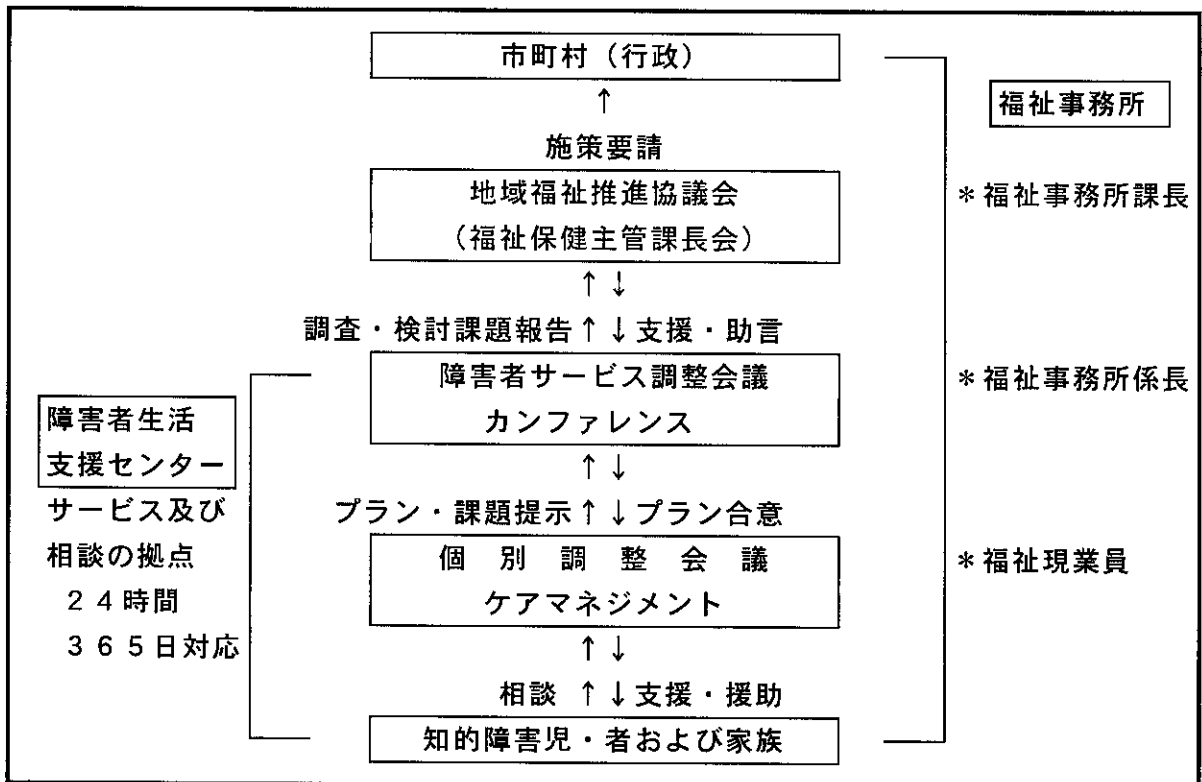 市町村（行政）
↑
施策要請
地域福祉推進協議会
（福祉保健主管課長会）
↑ ↓
調査・検討課題報告 ↑ ↓ 支援・助言
障害者サービス調整会議
カンファレンス
↑ ↓
プラン・課題提示 ↑ ↓ プラン合意
個別調整会議
ケアマネジメント
↑ ↓
相談 ↑ ↓ 支援・援助
知的障害児・者および家族
障害者生活
支援センター
サービス及び
相談の拠点
２４時間
３６５日対応
福祉事務所
＊福祉事務所課長
＊福祉事務所係長
＊福祉現業員